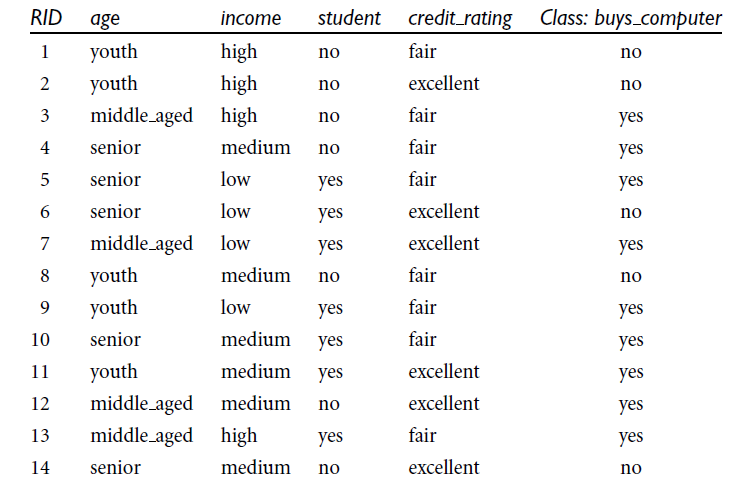 RID age income student credit_rating Class: buys_computer
1 youth high no fair no
2 youth high no excellent no
3 middle_aged high no fair yes
4 senior medium no fair yes
5 senior low yes fair yes
6 senior low yes excellent no
7 middle_aged low yes excellent yes
8 youth medium no fair no
9 youth low yes fair yes
10 senior medium yes fair yes
11 youth medium yes excellent yes
12 middle_aged medium no excellent yes
13 middle_aged high yes fair yes
14 senior medium no excellent no